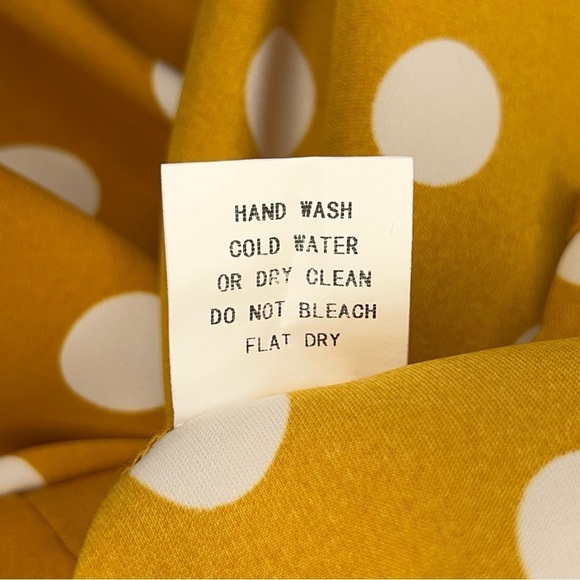 HAND WASH
COLD WATER
OR DRY CLEAN
DO NOT BLEACH
FLAT DRY